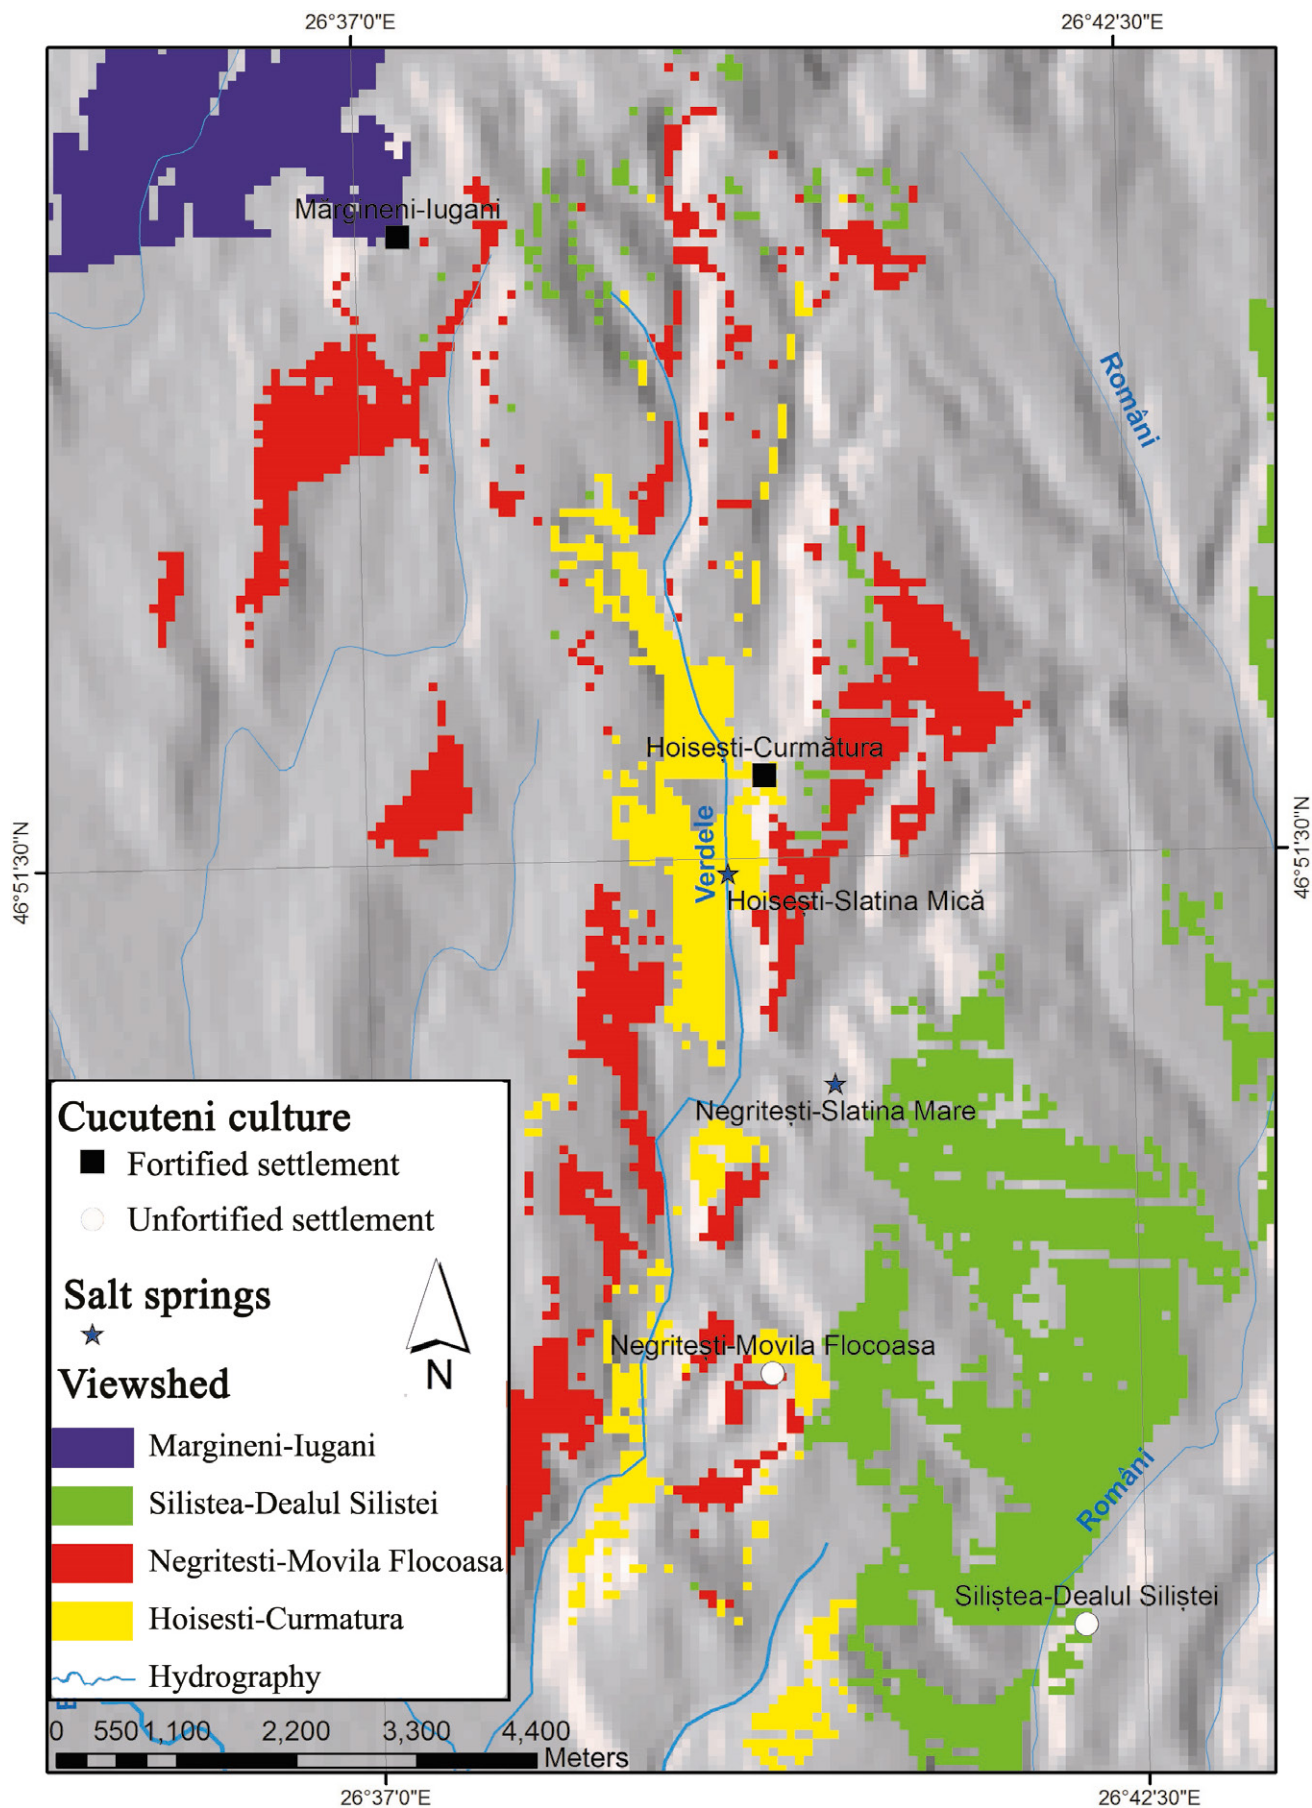 26°37'0"E
26°42'30"E
Mărgineni-Iugani
Români
Hoisești-Curmătura
Verdele
46°51'30"N
46°51'30"N
Hoisești-Slatina Mică
Negritești-Slatina Mare
Cucuteni culture
Fortified settlement
Unfortified settlement
Salt springs
N
Negritești-Movila Flocoasa
Viewshed
Margineni-Iugani
Silistea-Dealul Silistei
Negritesti-Movila Flocoasa
Hoisesti-Curmatura
Hydrography
Români
Siliștea-Dealul Siliștei
0 550 1,100 2,200 3,300 4,400
Meters
26°37'0"E
26°42'30"E